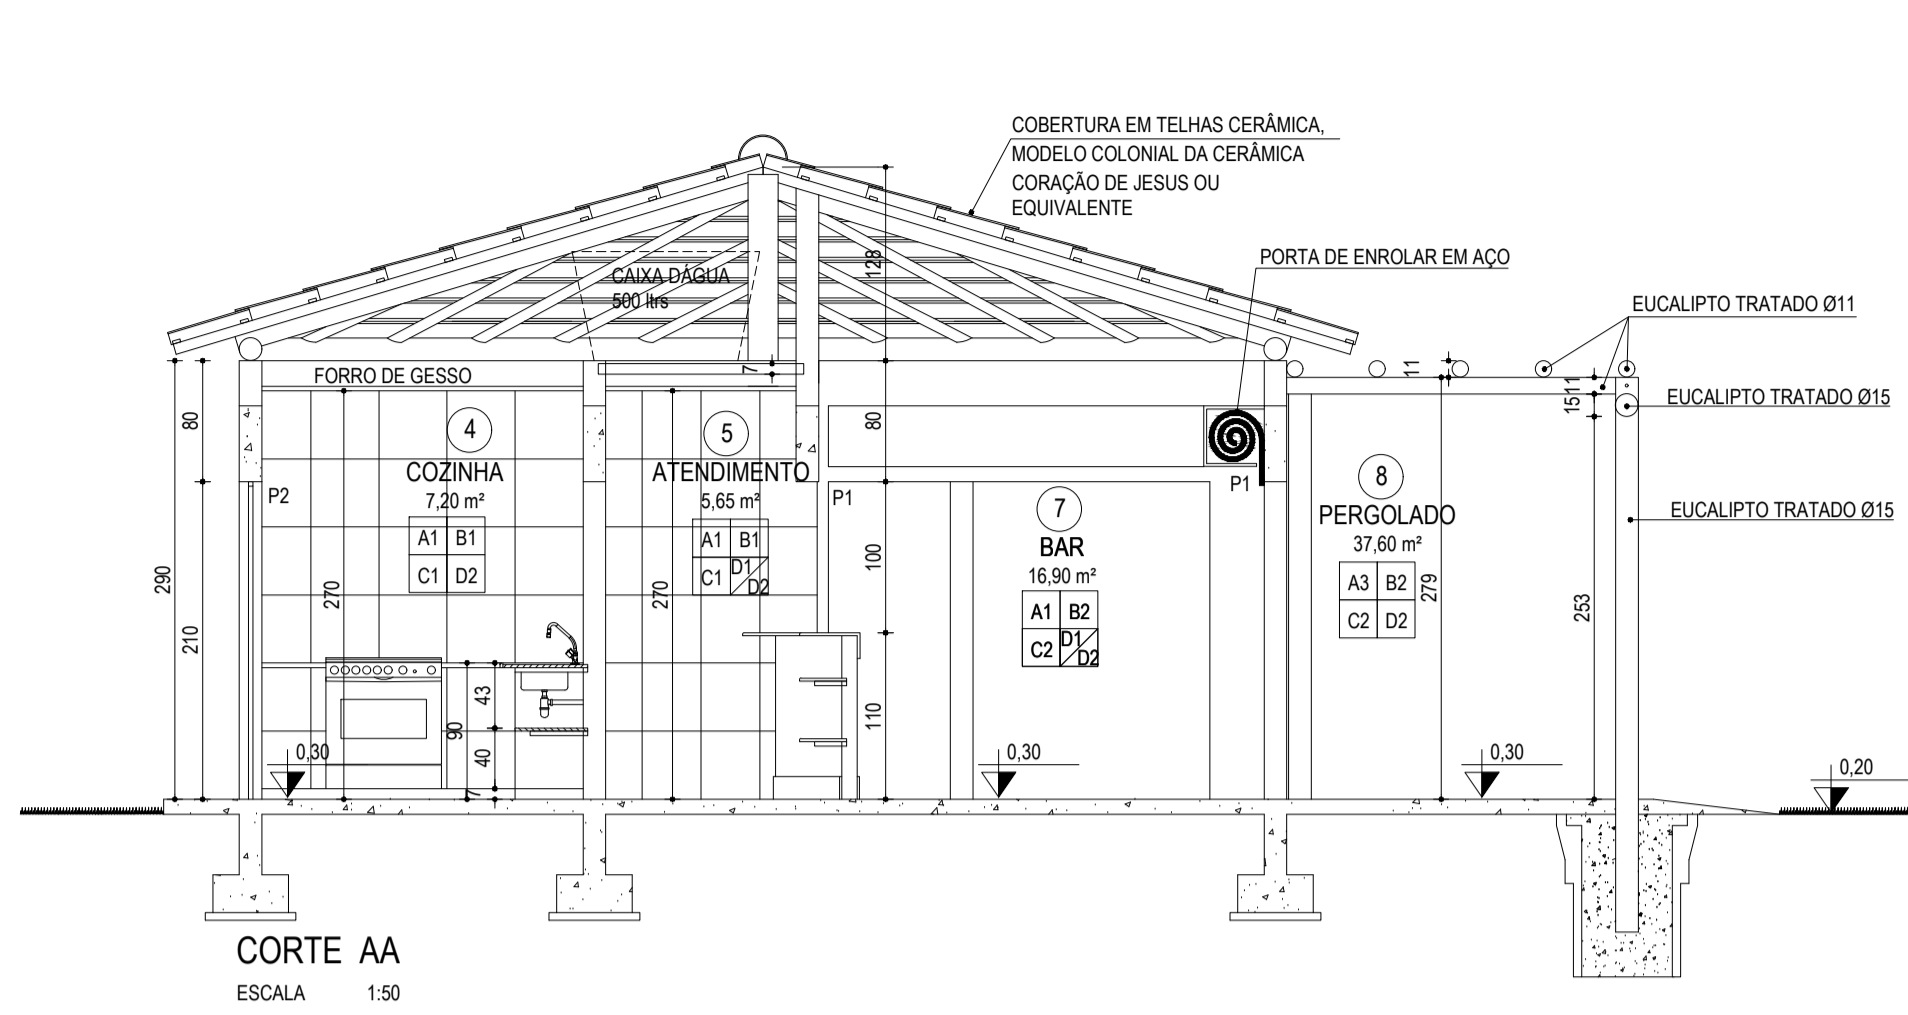 COBERTURA EM TELHAS CERÂMICA,
MODELO COLONIAL DA CERÂMICA
CORAÇÃO DE JESUS OU
EQUIVALENTE
PORTA DE ENROLAR EM AÇO
128
CAIXA DÁGUA
500 ltrs
EUCALIPTO TRATADO Ø11
11
7
FORRO DE GESSO
11
15
EUCALIPTO TRATADO Ø15
80
80
4
COZINHA
7,20 m²
A1 B1
C1 D2
5
ATENDIMENTO
5,65 m²
A1 B1
C1 D1 D2
P2
P1
P1
7
BAR
16,90 m²
A1 B2
C2 D1 D2
8
PERGOLADO
37,60 m²
A3 B2
C2 D2
EUCALIPTO TRATADO Ø15
290
210
270
270
100
279
253
43
90
40
7
110
0,30
0,30
0,30
0,20
CORTE AA
ESCALA 1:50